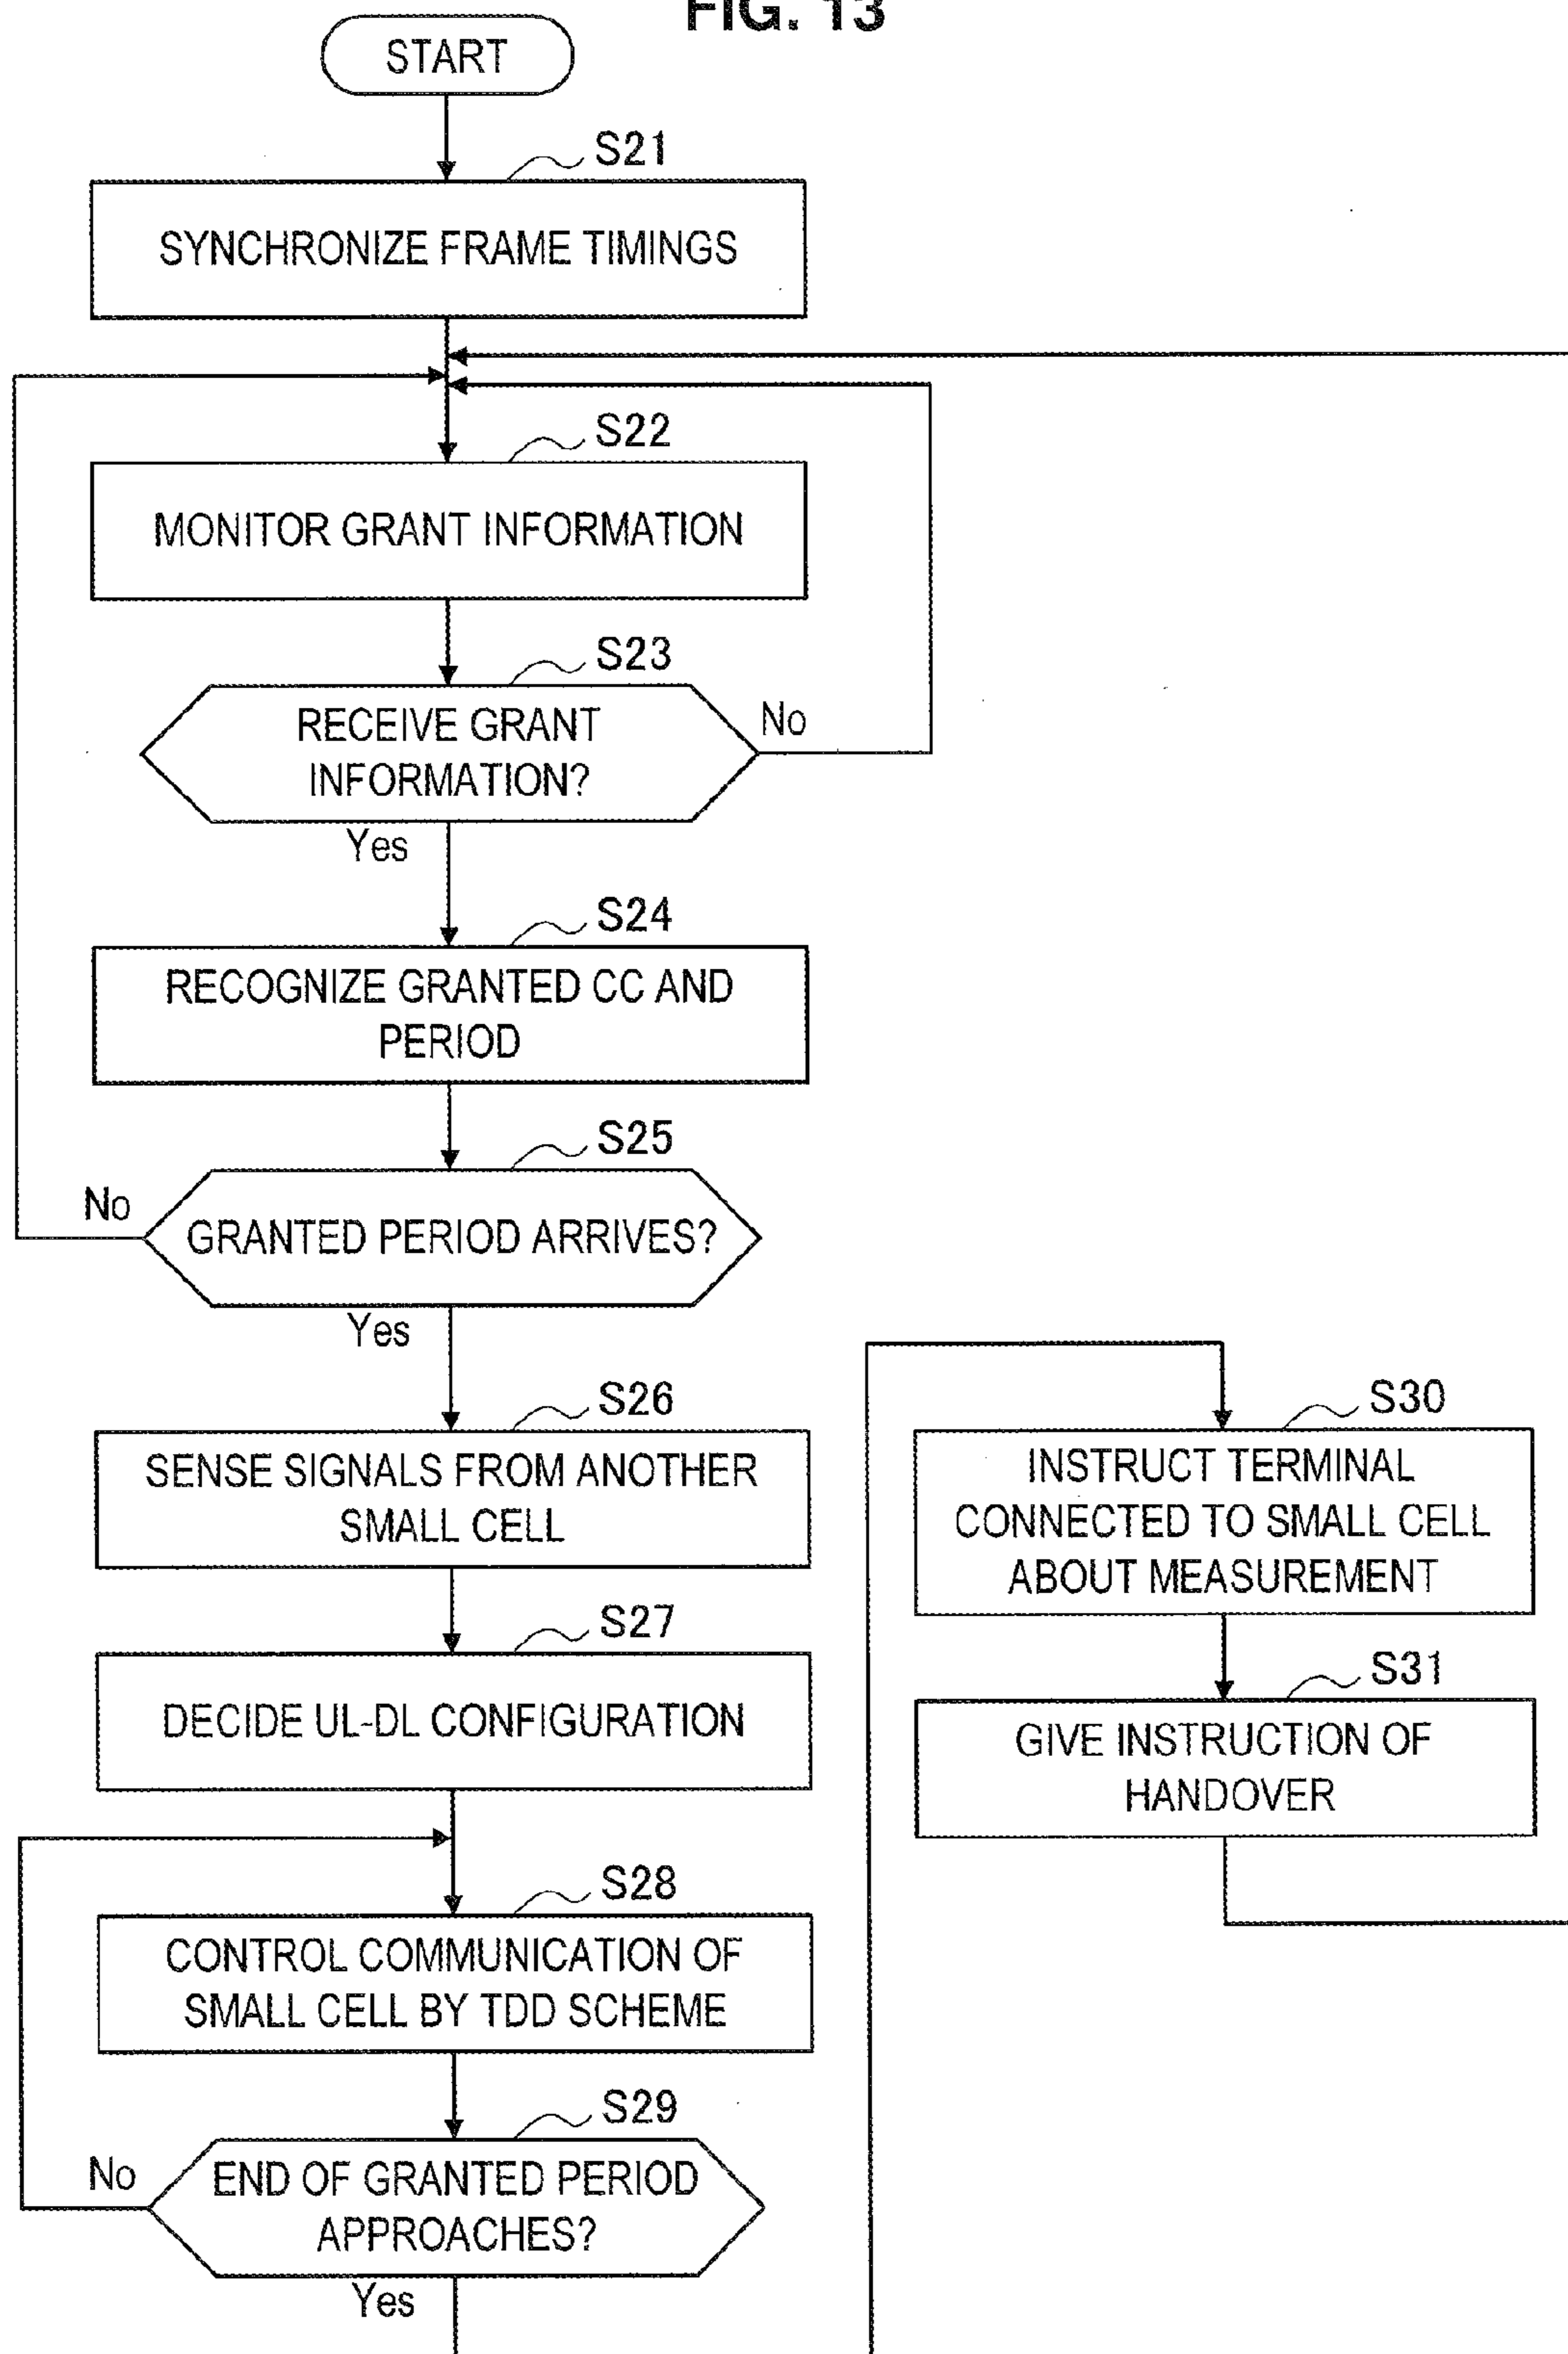 FIG. 13
START
S21
SYNCHRONIZE FRAME TIMINGS
S22
MONITOR GRANT INFORMATION
S23
RECEIVE GRANT
INFORMATION?
No
Yes
S24
RECOGNIZE GRANTED CC AND
PERIOD
S25
No
GRANTED PERIOD ARRIVES?
Yes
S26
SENSE SIGNALS FROM ANOTHER
SMALL CELL
S27
DECIDE UL-DL CONFIGURATION
S28
CONTROL COMMUNICATION OF
SMALL CELL BY TDD SCHEME
S29
No
END OF GRANTED PERIOD
APPROACHES?
Yes
S30
INSTRUCT TERMINAL
CONNECTED TO SMALL CELL
ABOUT MEASUREMENT
S31
GIVE INSTRUCTION OF
HANDOVER